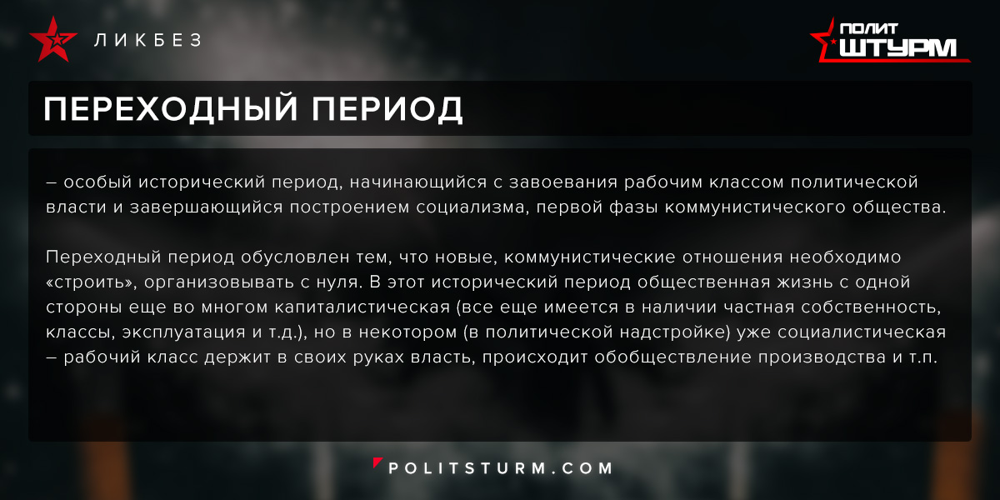 ЛИКБЕЗ
ПОЛИТ
ШТУРМ
ПЕРЕХОДНЫЙ ПЕРИОД
– особый исторический период, начинающийся с завоевания рабочим классом политической
власти и завершающийся построением социализма, первой фазы коммунистического общества.
Переходный период обусловлен тем, что новые, коммунистические отношения необходимо
«строить», организовывать с нуля. В этот исторический период общественная жизнь с одной
стороны еще во многом капиталистическая (все еще имеется в наличии частная собственность,
классы, эксплуатация и т.д.), но в некотором (в политической надстройке) уже социалистическая
– рабочий класс держит в своих руках власть, происходит обобществление производства и т.п.
POLITSTURM.COM